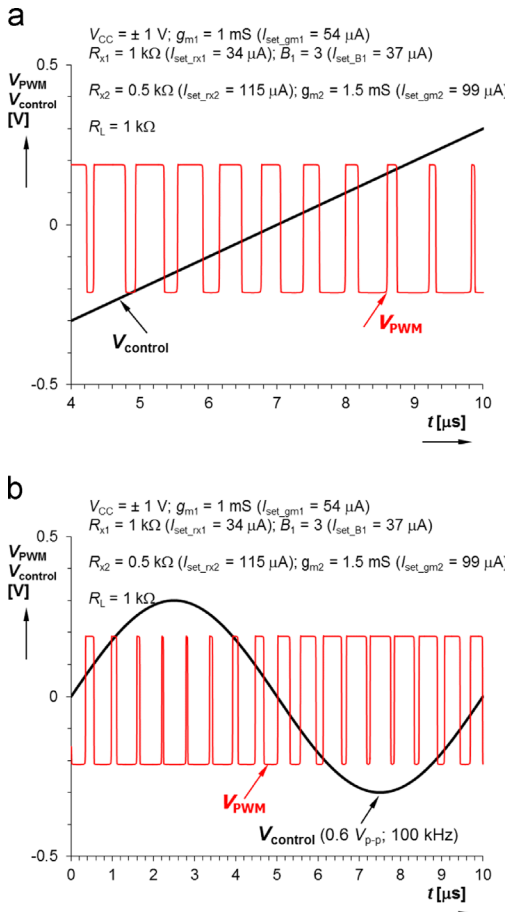 a
V_CC = ± 1 V; g_m1 = 1 mS (I_set_gm1 = 54 µA)
R_x1 = 1 kΩ (I_set_rx1 = 34 µA); B_1 = 3 (I_set_B1 = 37 µA)
R_x2 = 0.5 kΩ (I_set_rx2 = 115 µA); g_m2 = 1.5 mS (I_set_gm2 = 99 µA)
R_L = 1 kΩ
0.5
V_PWM
V_control
[V]
0
V_control
V_PWM
-0.5
4 5 6 7 8 9 10
t [µs]
b
V_CC = ± 1 V; g_m1 = 1 mS (I_set_gm1 = 54 µA)
R_x1 = 1 kΩ (I_set_rx1 = 34 µA); B_1 = 3 (I_set_B1 = 37 µA)
R_x2 = 0.5 kΩ (I_set_rx2 = 115 µA); g_m2 = 1.5 mS (I_set_gm2 = 99 µA)
R_L = 1 kΩ
0.5
V_PWM
V_control
[V]
0
V_PWM
V_control (0.6 V_p-p; 100 kHz)
-0.5
0 1 2 3 4 5 6 7 8 9 10
t [µs]